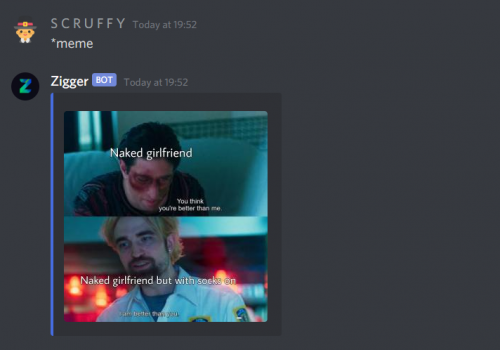 S C R U F F Y Today at 19:52
*meme
Zigger BOT Today at 19:52
Naked girlfriend
You think
you're better than me.
Naked girlfriend but with socks on
I am better than you.